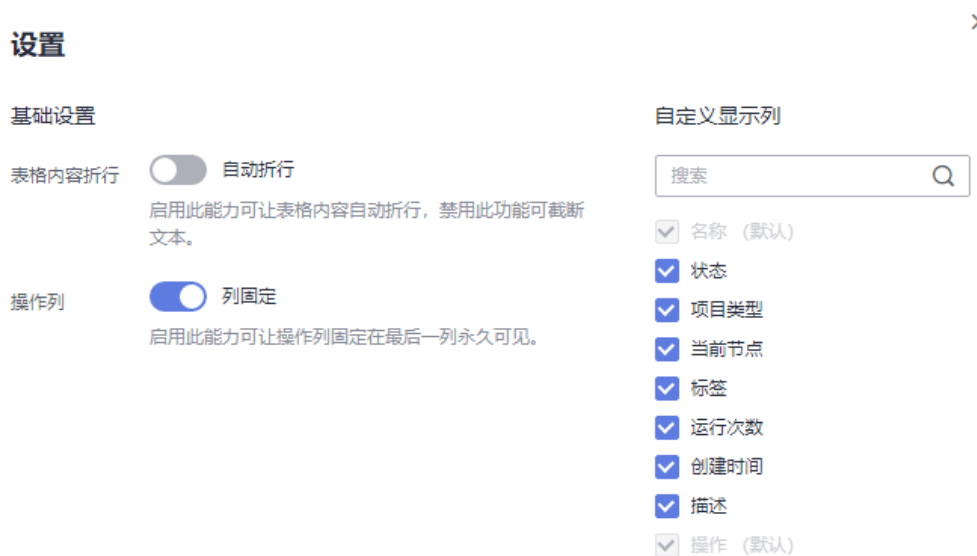 设置
基础设置
表格内容折行
自动折行
启用此能力可让表格内容自动折行，禁用此功能可截断
文本。
操作列
列固定
启用此能力可让操作列固定在最后一列永久可见。
自定义显示列
搜索
名称 (默认)
状态
项目类型
当前节点
标签
运行次数
创建时间
描述
操作 (默认)